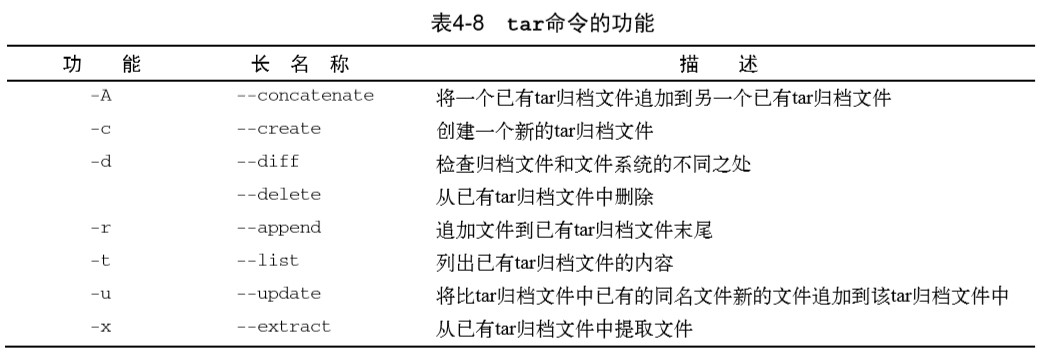 表4-8 tar命令的功能
功 能 长 名 称 描 述
-A --concatenate 将一个已有tar归档文件追加到另一个已有tar归档文件
-c --create 创建一个新的tar归档文件
-d --diff 检查归档文件和文件系统的不同之处
--delete 从已有tar归档文件中删除
-r --append 追加文件到已有tar归档文件末尾
-t --list 列出已有tar归档文件的内容
-u --update 将比tar归档文件中已有的同名文件新的文件追加到该tar归档文件中
-x --extract 从已有tar归档文件中提取文件